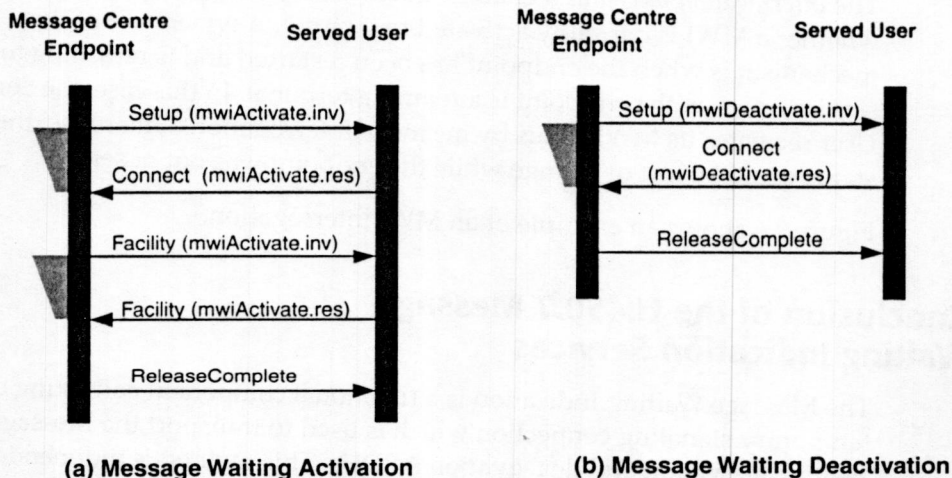 Message Centre
Endpoint
Served User
Setup (mwiActivate.inv)
Connect (mwiActivate.res)
Facility (mwiActivate.inv)
Facility (mwiActivate.res)
ReleaseComplete
(a) Message Waiting Activation
Message Centre
Endpoint
Served User
Setup (mwiDeactivate.inv)
Connect
(mwiDeactivate.res)
ReleaseComplete
(b) Message Waiting Deactivation